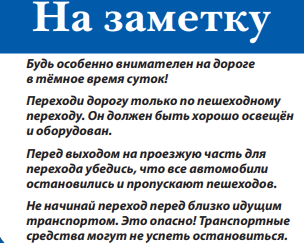 На заметку
Будь особенно внимателен на дороге
в тёмное время суток!
Переходи дорогу только по пешеходному
переходу. Он должен быть хорошо освещён
и оборудован.
Перед выходом на проезжую часть для
перехода убедись, что все автомобили
остановились и пропускают пешеходов.
Не начинай переход перед близко идущим
транспортом. Это опасно! Транспортные
средства могут не успеть остановиться.